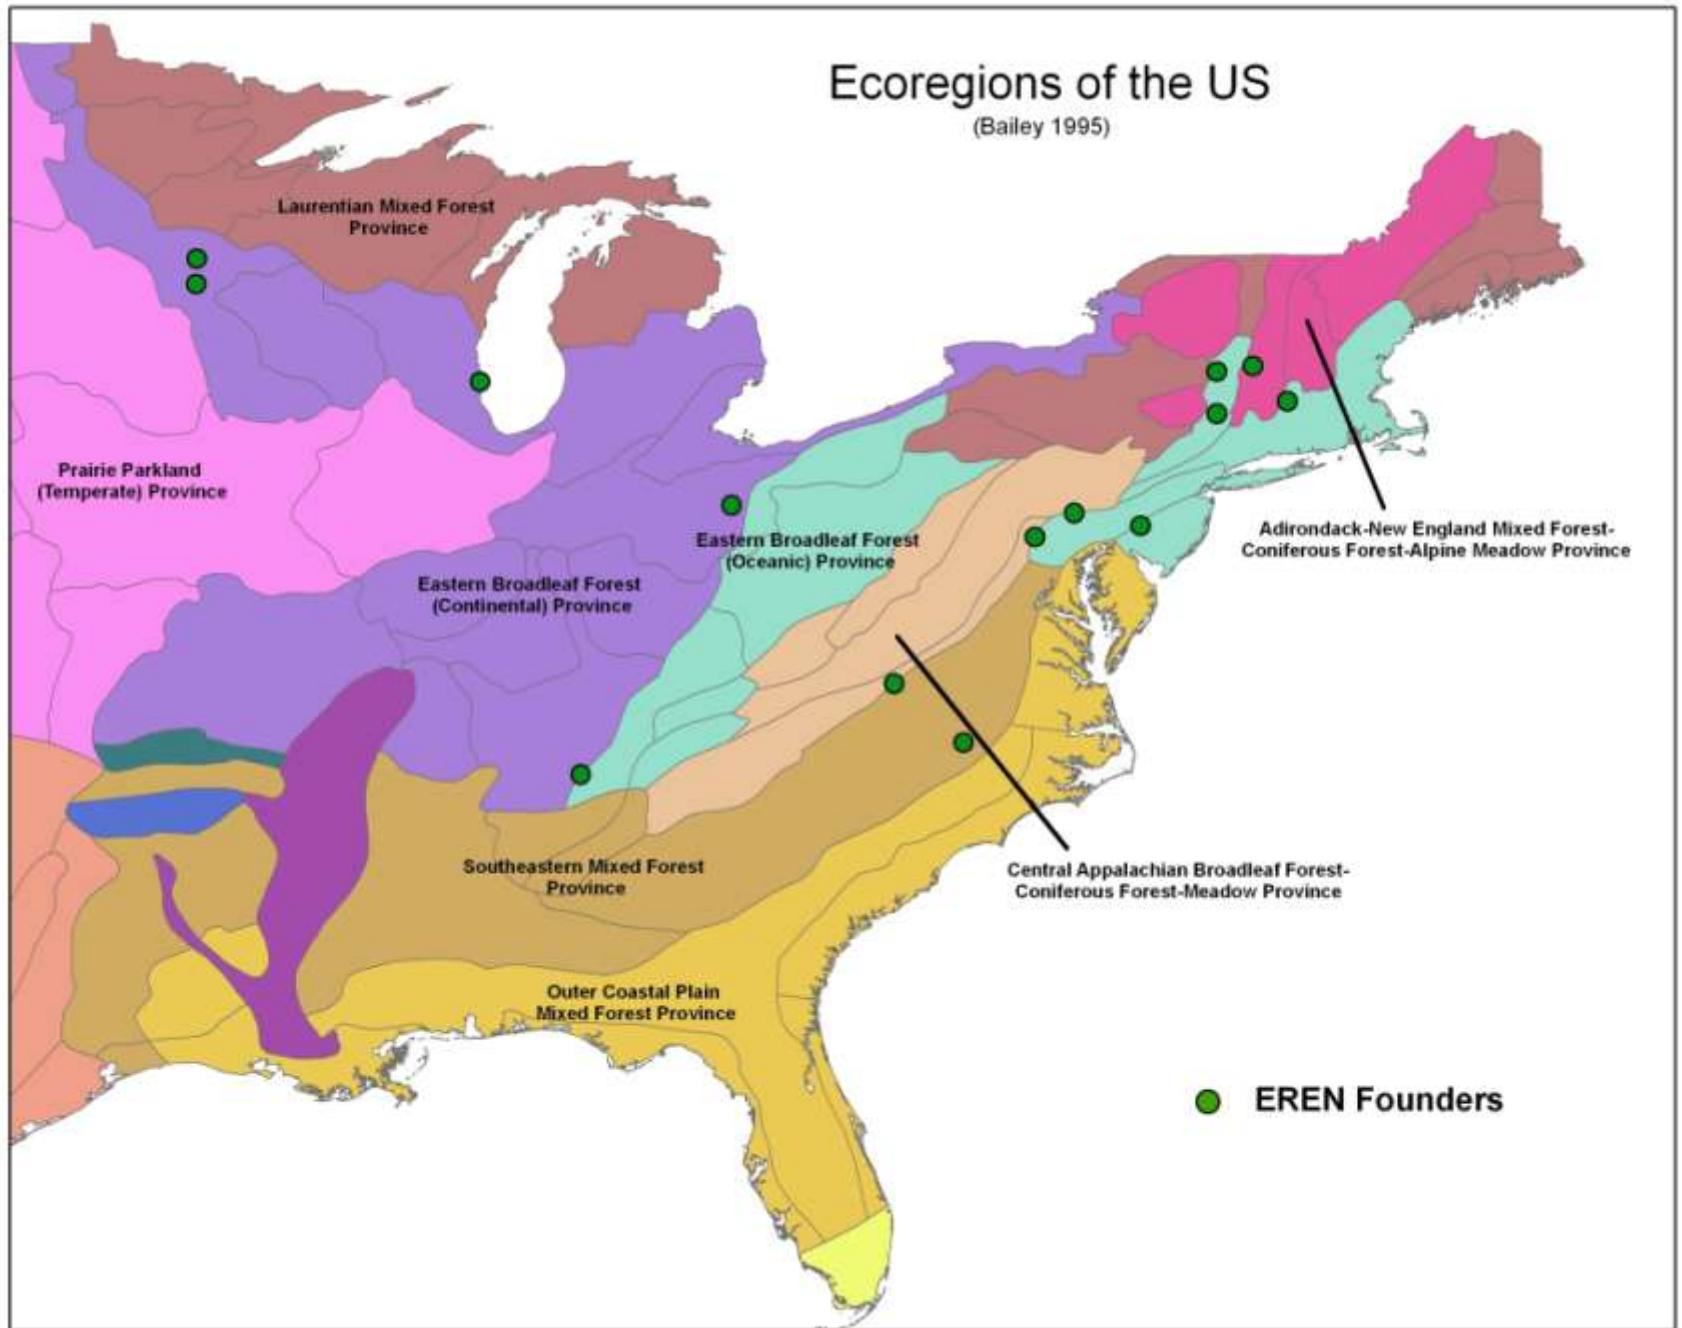 Ecoregions of the US
(Bailey 1995)
Laurentian Mixed Forest
Province
Prairie Parkland
(Temperate) Province
Eastern Broadleaf Forest
(Oceanic) Province
Adirondack-New England Mixed Forest-
Coniferous Forest-Alpine Meadow Province
Eastern Broadleaf Forest
(Continental) Province
Southeastern Mixed Forest
Province
Central Appalachian Broadleaf Forest-
Coniferous Forest-Meadow Province
Outer Coastal Plain
Mixed Forest Province
EREN Founders